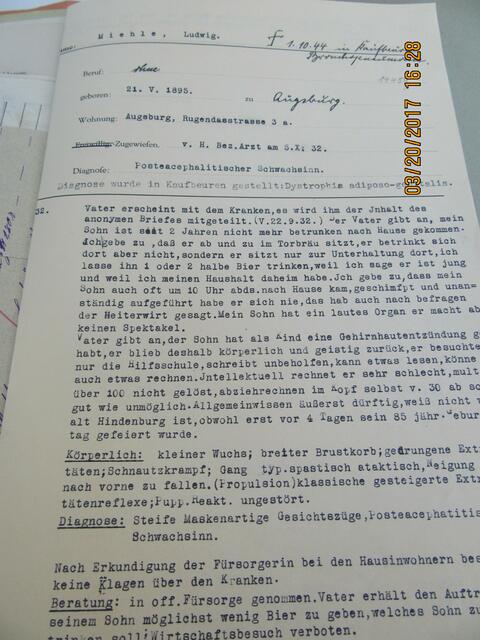 Miehle, Ludwig. † 1.10.44 in Kaufbeuren
Name: Bronchopneumonie
Beruf: ohne
geboren: 21. V. 1895. zu Augsburg.
Wohnung: Augsburg, Rugendasstrasse 3 a.
Freiwillig-Zugewiesen. v. H. Bez.Arzt am 8.X; 32.
Diagnose: Posteacephalitischer Schwachsinn.
Diagnose wurde in Kaufbeuren gestellt:Dystrophia adiposo-genitalis.
32. Vater erscheint mit dem Kranken,es wird ihm der Jnhalt des
anonymen Briefes mitgeteilt.(V.22.9.32.) Der Vater gibt an, mein
Sohn ist seit 2 Jahren nicht mehr betrunken nach Hause gekommen.
Jchgebe zu ,daß er ab und zu im Torbräu sitzt,er betrinkt sich
dort aber nicht,sondern er sitzt nur zur Unterhaltung dort,ich
lasse ihn 1 oder 2 halbe Bier trinken,weil ich sage er ist jung
und weil ich meinen Haushalt daheim habe.Jch gebe zu,dass mein
Sohn auch oft um 10 Uhr abds.nach Hause kam,geschimpft und unan=
ständig aufgeführt habe er sich nie,das hab auch nach befragen
der Heiterwirt gesagt.Mein Sohn hat ein lautes Organ er macht ab
keinen Spektakel.
Vater gibt an,der Sohn hat als Kind eine Gehirnhautentzündung g
habt,er blieb deshalb körperlich und geistig zurück,er besuchte
nur die Hilfsschule,schreibt unbeholfen,kann etwas lesen,könne
auch etwas rechnen.Jntellektuell rechnet er sehr schlecht,mult
über 100 nicht gelöst,abziehrechnen im Kopf selbst v. 30 ab sc
gut wie unmöglich.Allgemeinwissen äußerst dürftig,weiß nicht w
alt Hindenburg ist,obwohl erst vor 4 Tagen sein 85 jähr.Gebur
tag gefeiert wurde.
Körperlich: kleiner Wuchs; breiter Brustkorb;gedrungene Extr
täten;Schnautzkrampf; Gang typ.spastisch ataktisch,Neigung
nach vorne zu fallen.(Propulsion)klassische gesteigerte Extr
tätenreflexe;Pupp.Reakt. ungestört.
Diagnose: Steife Maskenartige Gesichtszüge,Posteacephatitis
Schwachsinn.
Nach Erkundigung der Fürsorgerin bei den Hausinwohnern bes
keine Klagen über den Kranken.
Beratung: in off.Fürsorge genommen.Vater erhält den Auftr
seinem Sohn möglichst wenig Bier zu geben,welches Sohn zu
trinken soll;Wirtschaftsbesuch verboten.
03/20/2017 16:28